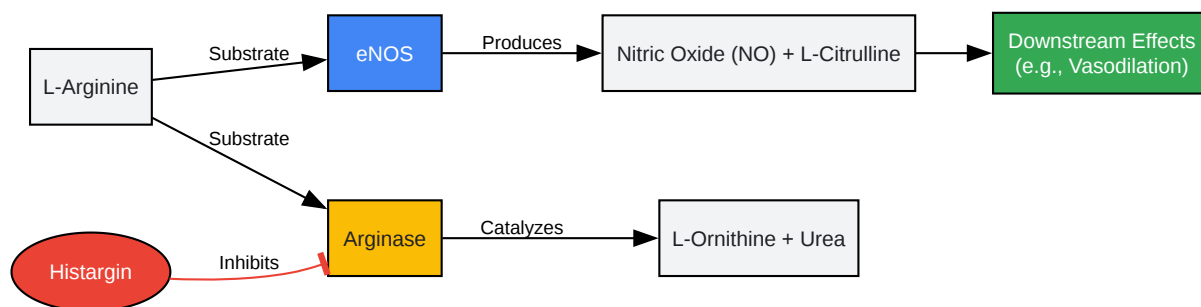 L-Arginine
Substrate
eNOS
Produces
Nitric Oxide (NO) + L-Citrulline
Downstream Effects
(e.g., Vasodilation)
Substrate
Arginase
Catalyzes
L-Ornithine + Urea
Histargin
Inhibits